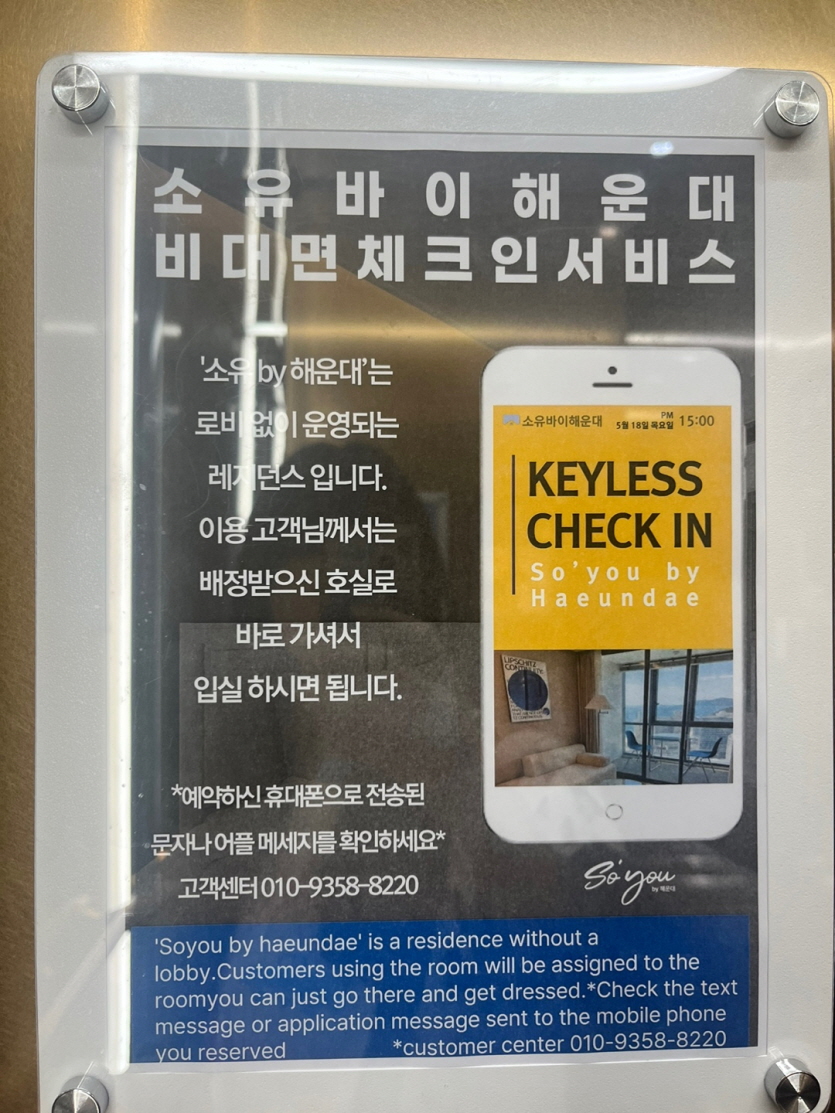 소유바이해운대
비대면체크인서비스
'소유 by 해운대'는
로비 없이 운영되는
레지던스 입니다.
이용 고객님께서는
배정받으신 호실로
바로 가셔서
입실 하시면 됩니다.
*예약하신 휴대폰으로 전송된
문자나 어플 메세지를 확인하세요*
고객센터 010-9358-8220
소유바이해운대 5월 18일 목요일 PM 15:00
KEYLESS
CHECK IN
So'you by
Haeundae
LIPSCHITZ
So'you
by 해운대
'Soyou by haeundae' is a residence without a
lobby.Customers using the room will be assigned to the
roomyou can just go there and get dressed.*Check the text
message or application message sent to the mobile phone
you reserved *customer center 010-9358-8220